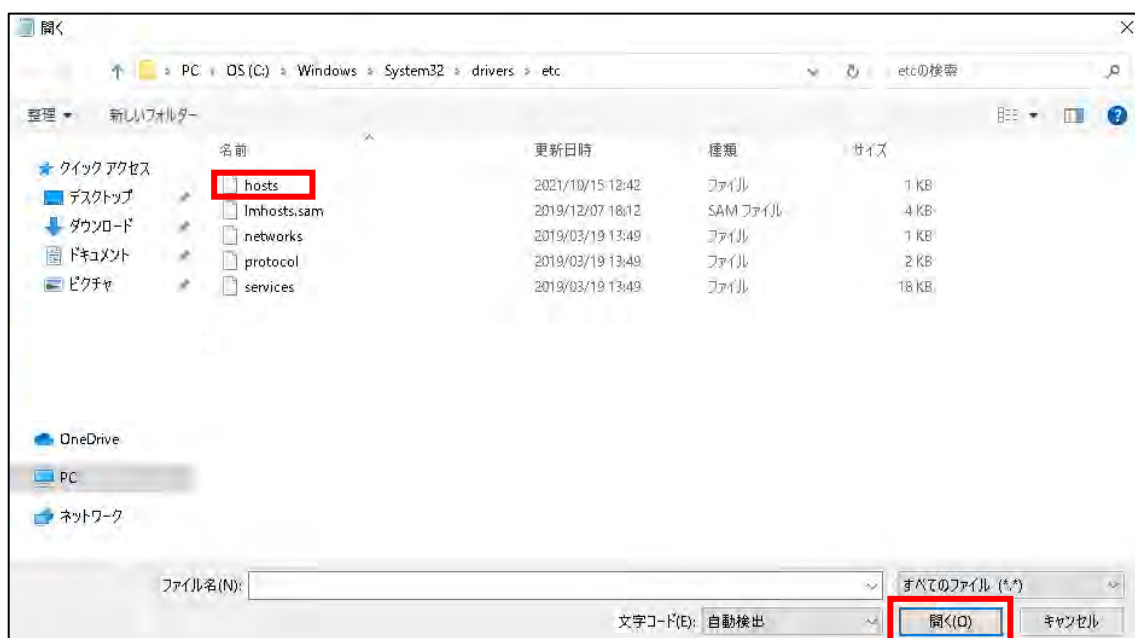 開く
PC › OS (C:) › Windows › System32 › drivers › etc
etcの検索
整理
新しいフォルダー
名前 更新日時 種類 サイズ
クイック アクセス
デスクトップ
ダウンロード
ドキュメント
ピクチャ
OneDrive
PC
ネットワーク
hosts 2021/10/15 12:42 ファイル 1 KB
lmhosts.sam 2019/12/07 18:12 SAM ファイル 4 KB
networks 2019/03/19 13:49 ファイル 1 KB
protocol 2019/03/19 13:49 ファイル 2 KB
services 2019/03/19 13:49 ファイル 18 KB
ファイル名(N):
すべてのファイル (*.*)
文字コード(E): 自動検出
開く(O)
キャンセル